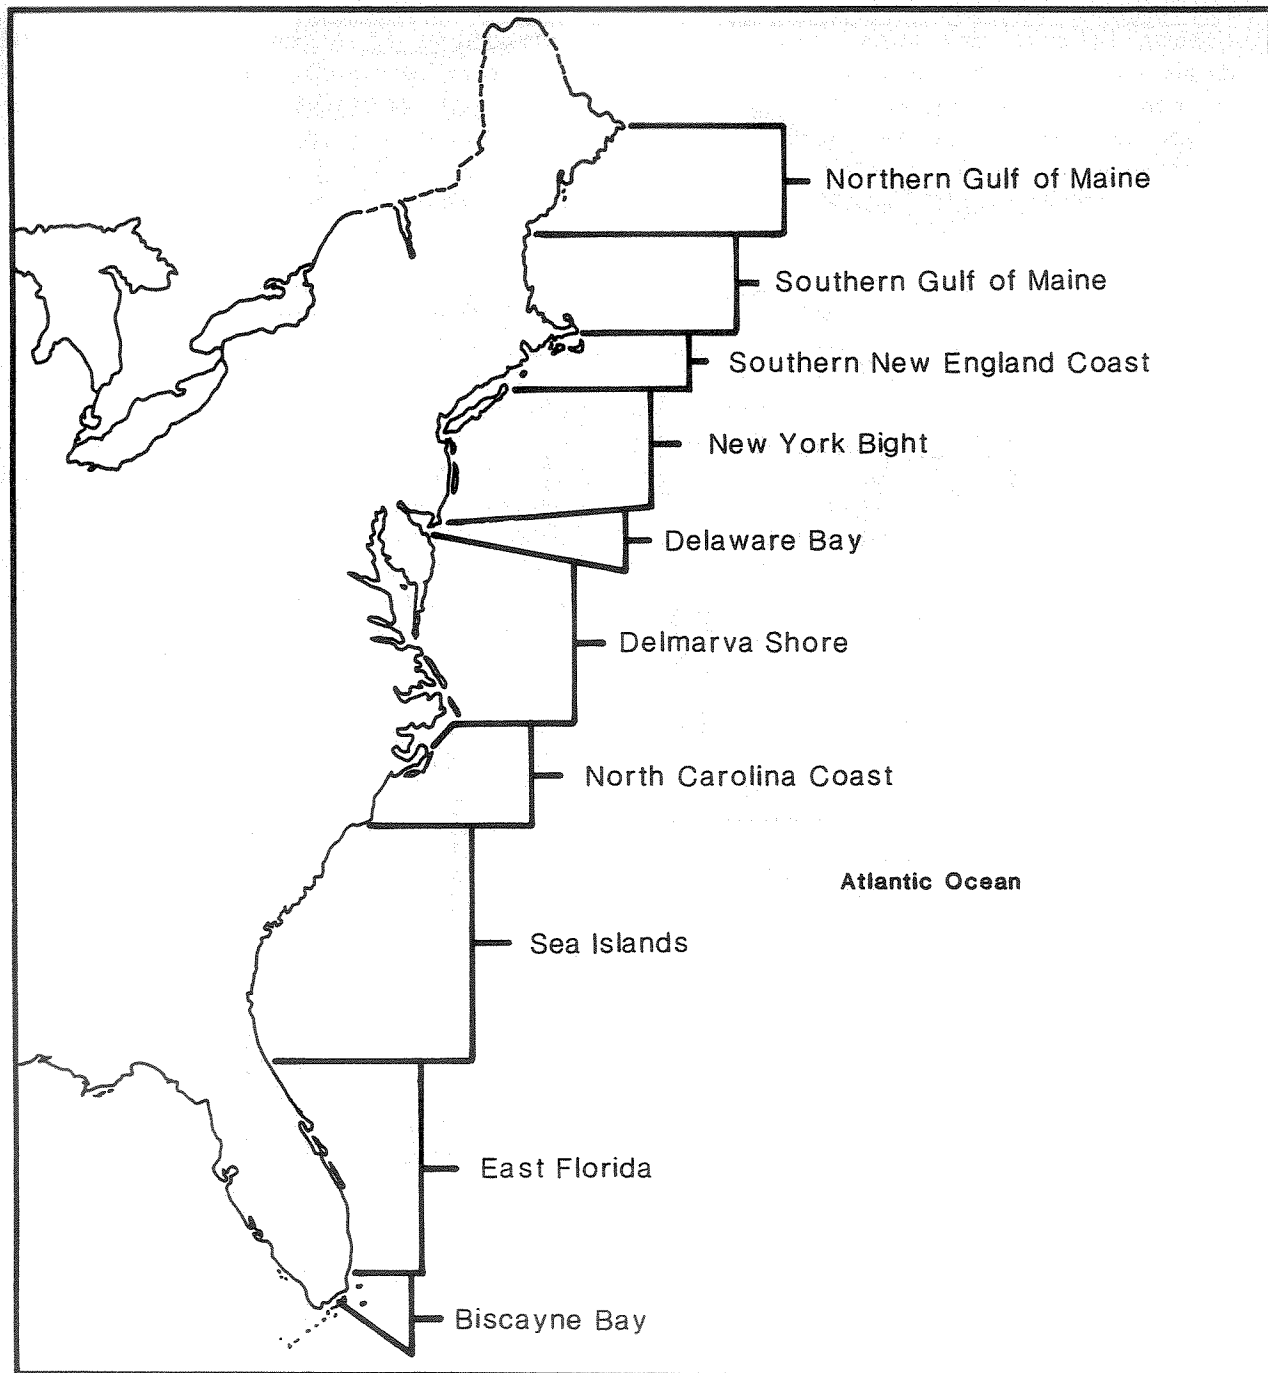 Northern Gulf of Maine
Southern Gulf of Maine
Southern New England Coast
New York Bight
Delaware Bay
Delmarva Shore
North Carolina Coast
Atlantic Ocean
Sea Islands
East Florida
Biscayne Bay